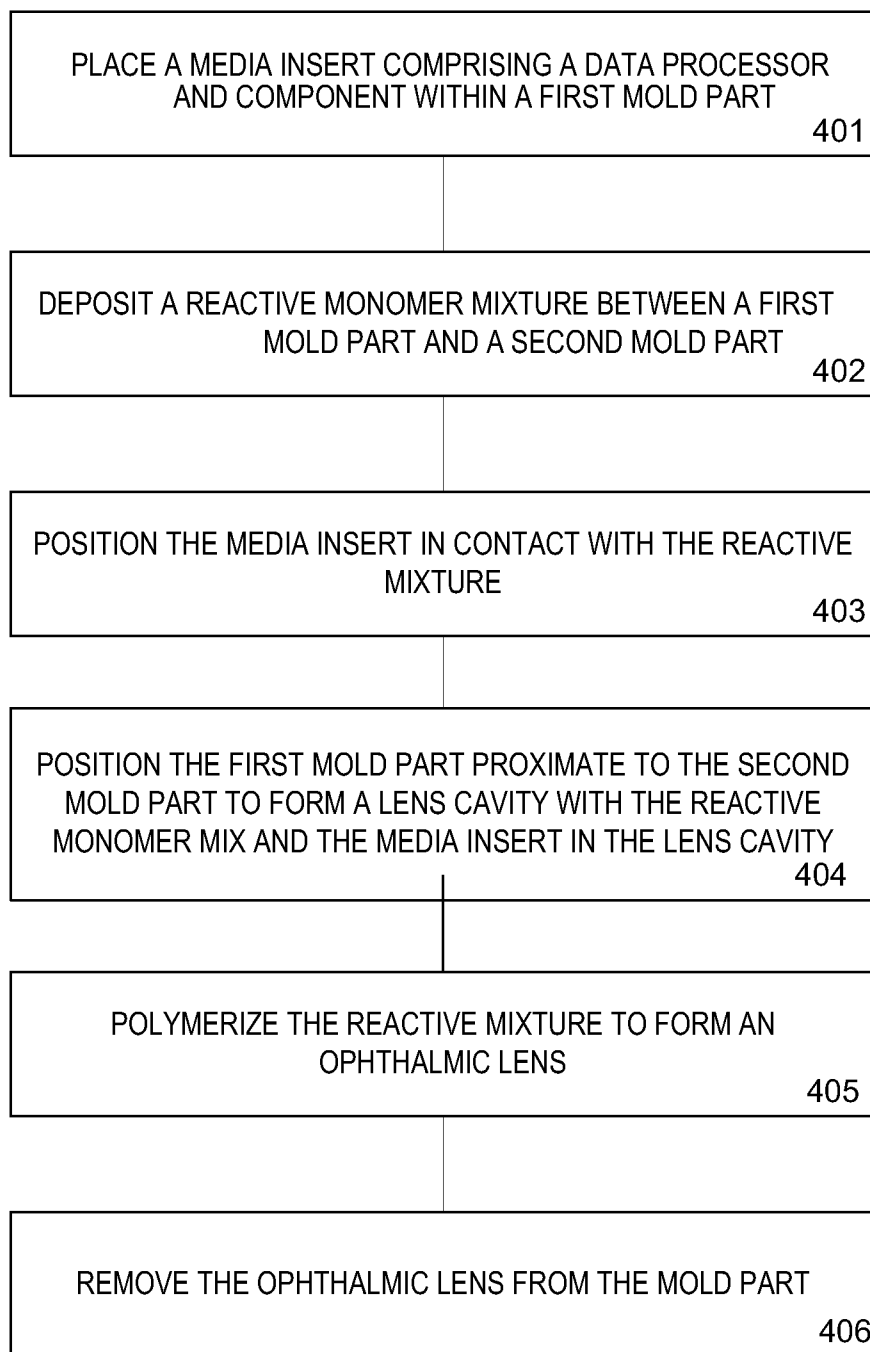 PLACE A MEDIA INSERT COMPRISING A DATA PROCESSOR
AND COMPONENT WITHIN A FIRST MOLD PART
401
DEPOSIT A REACTIVE MONOMER MIXTURE BETWEEN A FIRST
MOLD PART AND A SECOND MOLD PART
402
POSITION THE MEDIA INSERT IN CONTACT WITH THE REACTIVE
MIXTURE
403
POSITION THE FIRST MOLD PART PROXIMATE TO THE SECOND
MOLD PART TO FORM A LENS CAVITY WITH THE REACTIVE
MONOMER MIX AND THE MEDIA INSERT IN THE LENS CAVITY
404
POLYMERIZE THE REACTIVE MIXTURE TO FORM AN
OPHTHALMIC LENS
405
REMOVE THE OPHTHALMIC LENS FROM THE MOLD PART
406